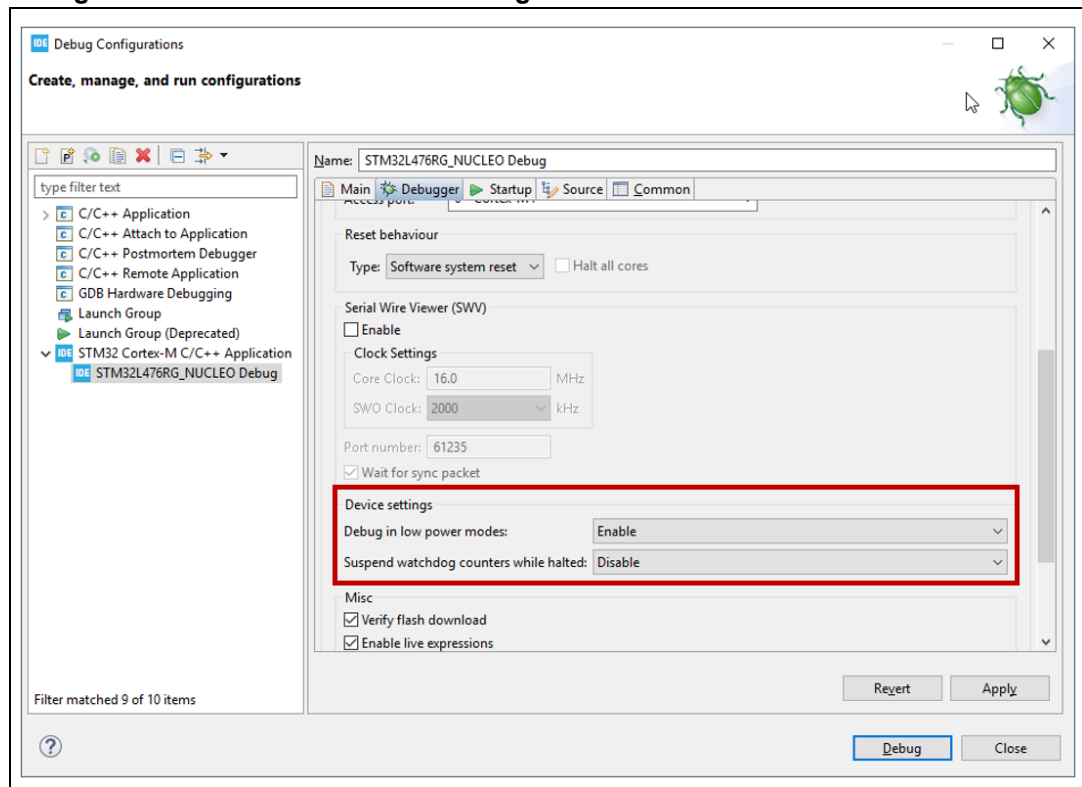 IDE Debug Configurations
Create, manage, and run configurations
Name: STM32L476RG_NUCLEO Debug
type filter text
C/C++ Application
C/C++ Attach to Application
C/C++ Postmortem Debugger
C/C++ Remote Application
GDB Hardware Debugging
Launch Group
Launch Group (Deprecated)
IDE STM32 Cortex-M C/C++ Application
IDE STM32L476RG_NUCLEO Debug
Filter matched 9 of 10 items
Main Debugger Startup Source Common
Reset behaviour
Type: Software system reset Halt all cores
Serial Wire Viewer (SWV)
Enable
Clock Settings
Core Clock: 16.0 MHz
SWO Clock: 2000 kHz
Port number: 61235
Wait for sync packet
Device settings
Debug in low power modes: Enable
Suspend watchdog counters while halted: Disable
Misc
Verify flash download
Enable live expressions
Revert Apply
Debug Close